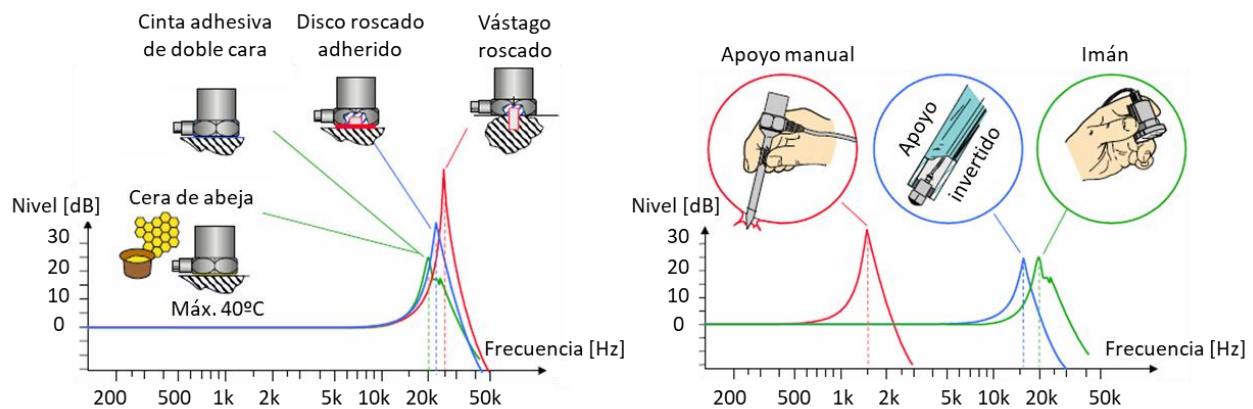 Cinta adhesiva
de doble cara
Disco roscado
adherido
Vástago
roscado
Cera de abeja
Máx. 40ºC
Nivel [dB]
30
20
10
0
Frecuencia [Hz]
200 500 1k 2k 5k 10k 20k 50k
Apoyo manual
Apoyo
invertido
Imán
Nivel [dB]
30
20
10
0
Frecuencia [Hz]
200 500 1k 2k 5k 10k 20k 50k